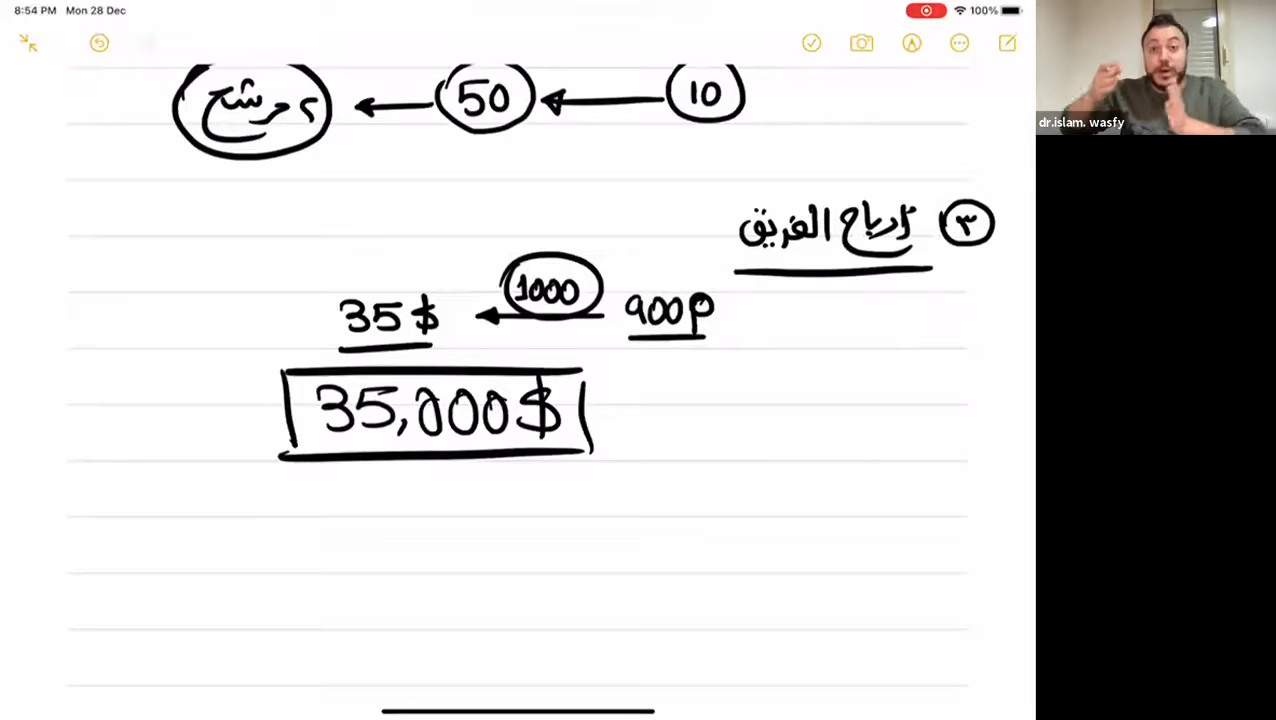 8:54 PM Mon 28 Dec 100%
10 50 ٢ مرشح
dr.islam. wasfy
٣ أرباح الفريق
900p 1000 35$
35,000$